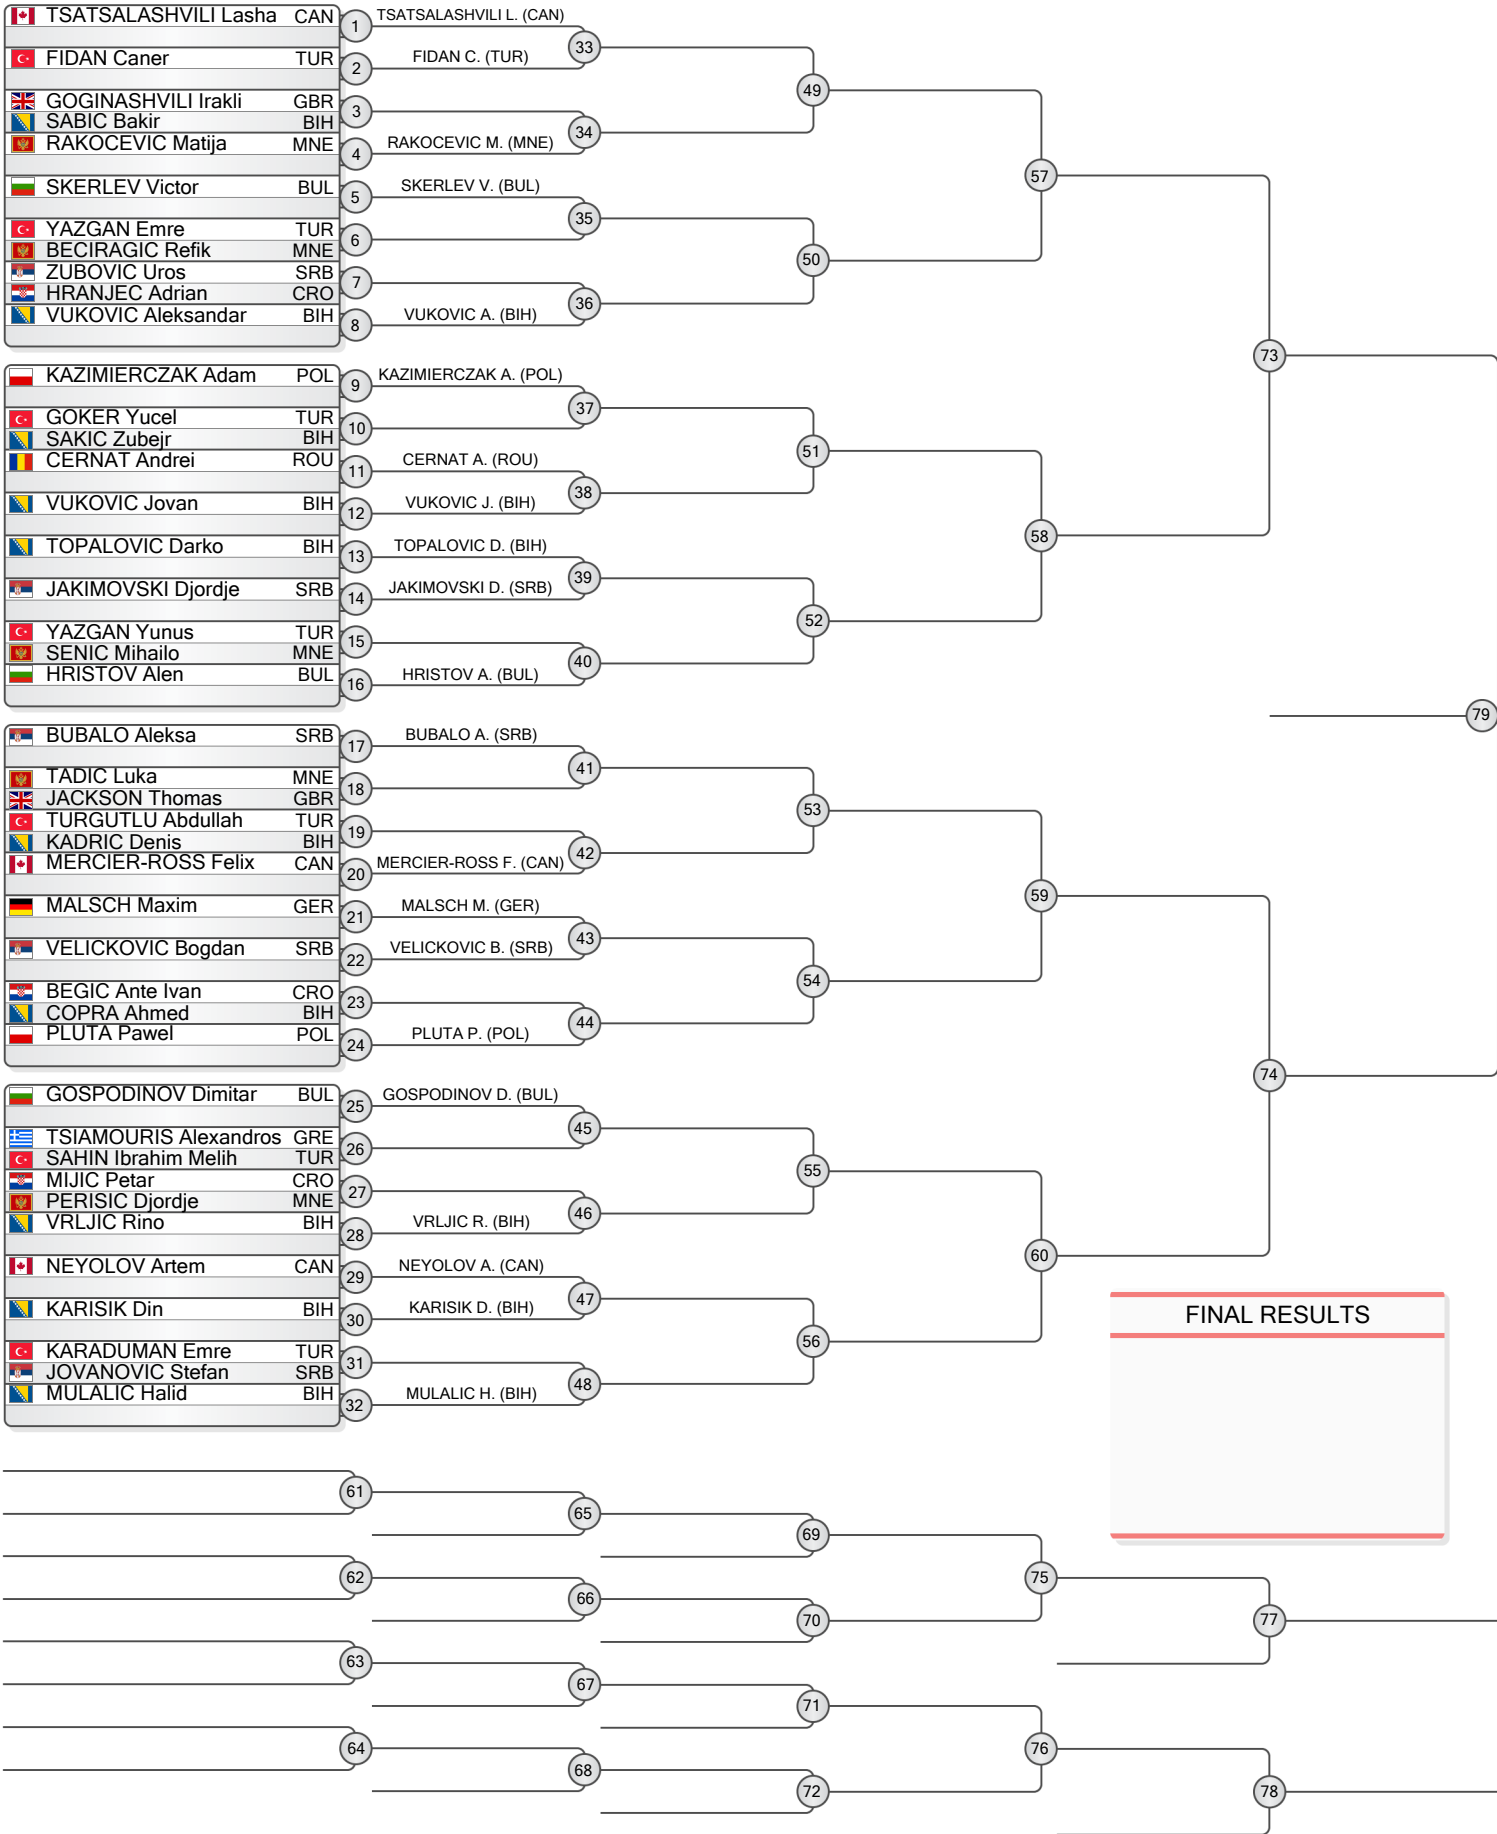 TSATSALASHVILI Lasha CAN
1
TSATSALASHVILI L. (CAN)
33
FIDAN Caner TUR
2
FIDAN C. (TUR)
49
GOGINASHVILI Irakli GBR
SABIC Bakir BIH
3
34
RAKOCEVIC Matija MNE
4
RAKOCEVIC M. (MNE)
57
SKERLEV Victor BUL
5
SKERLEV V. (BUL)
35
YAZGAN Emre TUR
BECIRAGIC Refik MNE
6
50
ZUBOVIC Uros SRB
HRANJEC Adrian CRO
7
36
VUKOVIC Aleksandar BIH
8
VUKOVIC A. (BIH)
73
KAZIMIERCZAK Adam POL
9
KAZIMIERCZAK A. (POL)
37
GOKER Yucel TUR
SAKIC Zubejr BIH
10
51
CERNAT Andrei ROU
11
CERNAT A. (ROU)
38
VUKOVIC Jovan BIH
12
VUKOVIC J. (BIH)
58
TOPALOVIC Darko BIH
13
TOPALOVIC D. (BIH)
39
JAKIMOVSKI Djordje SRB
14
JAKIMOVSKI D. (SRB)
52
YAZGAN Yunus TUR
SENIC Mihailo MNE
15
40
HRISTOV Alen BUL
16
HRISTOV A. (BUL)
79
BUBALO Aleksa SRB
17
BUBALO A. (SRB)
41
TADIC Luka MNE
JACKSON Thomas GBR
18
53
TURGUTLU Abdullah TUR
KADRIC Denis BIH
19
42
MERCIER-ROSS Felix CAN
20
MERCIER-ROSS F. (CAN)
59
MALSCH Maxim GER
21
MALSCH M. (GER)
43
VELICKOVIC Bogdan SRB
22
VELICKOVIC B. (SRB)
54
BEGIC Ante Ivan CRO
COPRA Ahmed BIH
23
44
PLUTA Pawel POL
24
PLUTA P. (POL)
74
GOSPODINOV Dimitar BUL
25
GOSPODINOV D. (BUL)
45
TSIAMOURIS Alexandros GRE
SAHIN Ibrahim Melih TUR
26
55
MIJIC Petar CRO
PERISIC Djordje MNE
27
46
VRLJIC Rino BIH
28
VRLJIC R. (BIH)
60
NEYOLOV Artem CAN
29
NEYOLOV A. (CAN)
47
KARISIK Din BIH
30
KARISIK D. (BIH)
56
KARADUMAN Emre TUR
JOVANOVIC Stefan SRB
31
48
MULALIC Halid BIH
32
MULALIC H. (BIH)
FINAL RESULTS
61
65
69
62
66
75
70
77
63
67
71
64
76
68
72
78